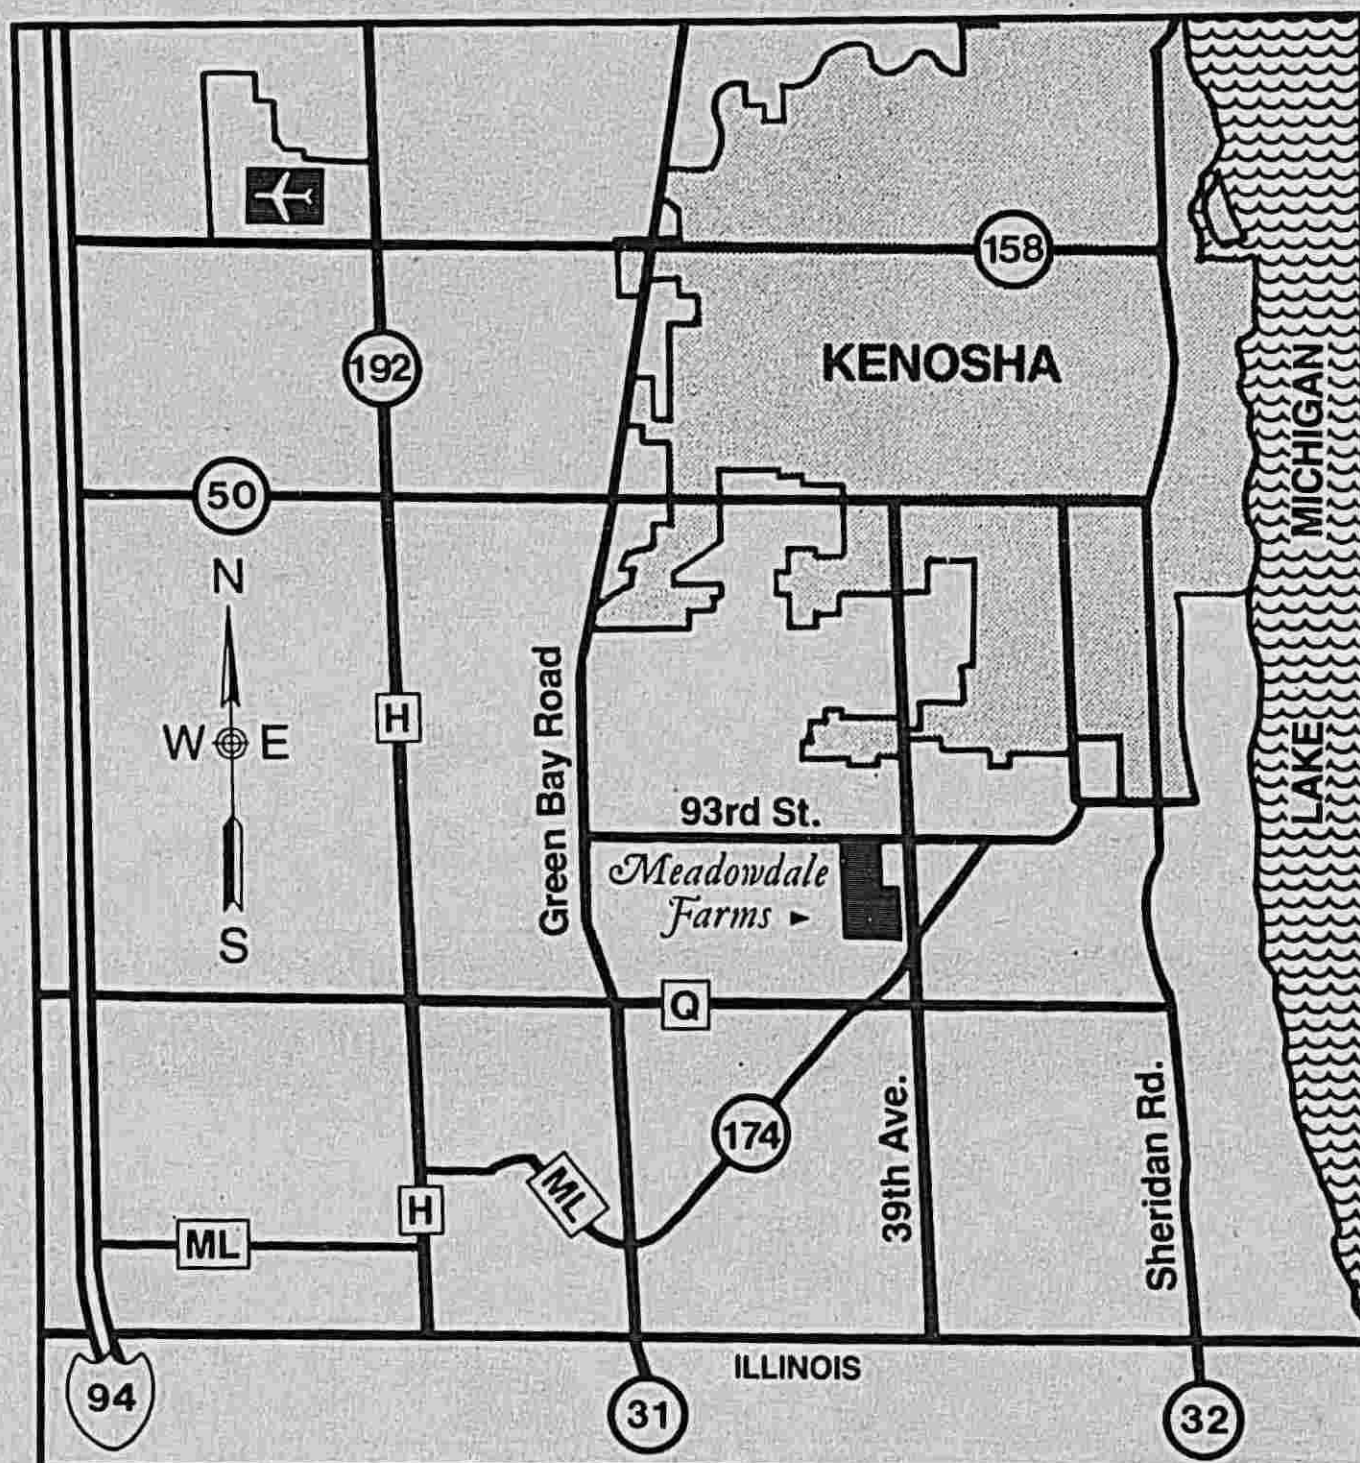 158
KENOSHA
192
50
N
W
E
S
H
Green Bay Road
LAKE MICHIGAN
93rd St.
Meadowdale
Farms
Q
174
39th Ave.
Sheridan Rd.
ML
H
ML
ILLINOIS
94
31
32